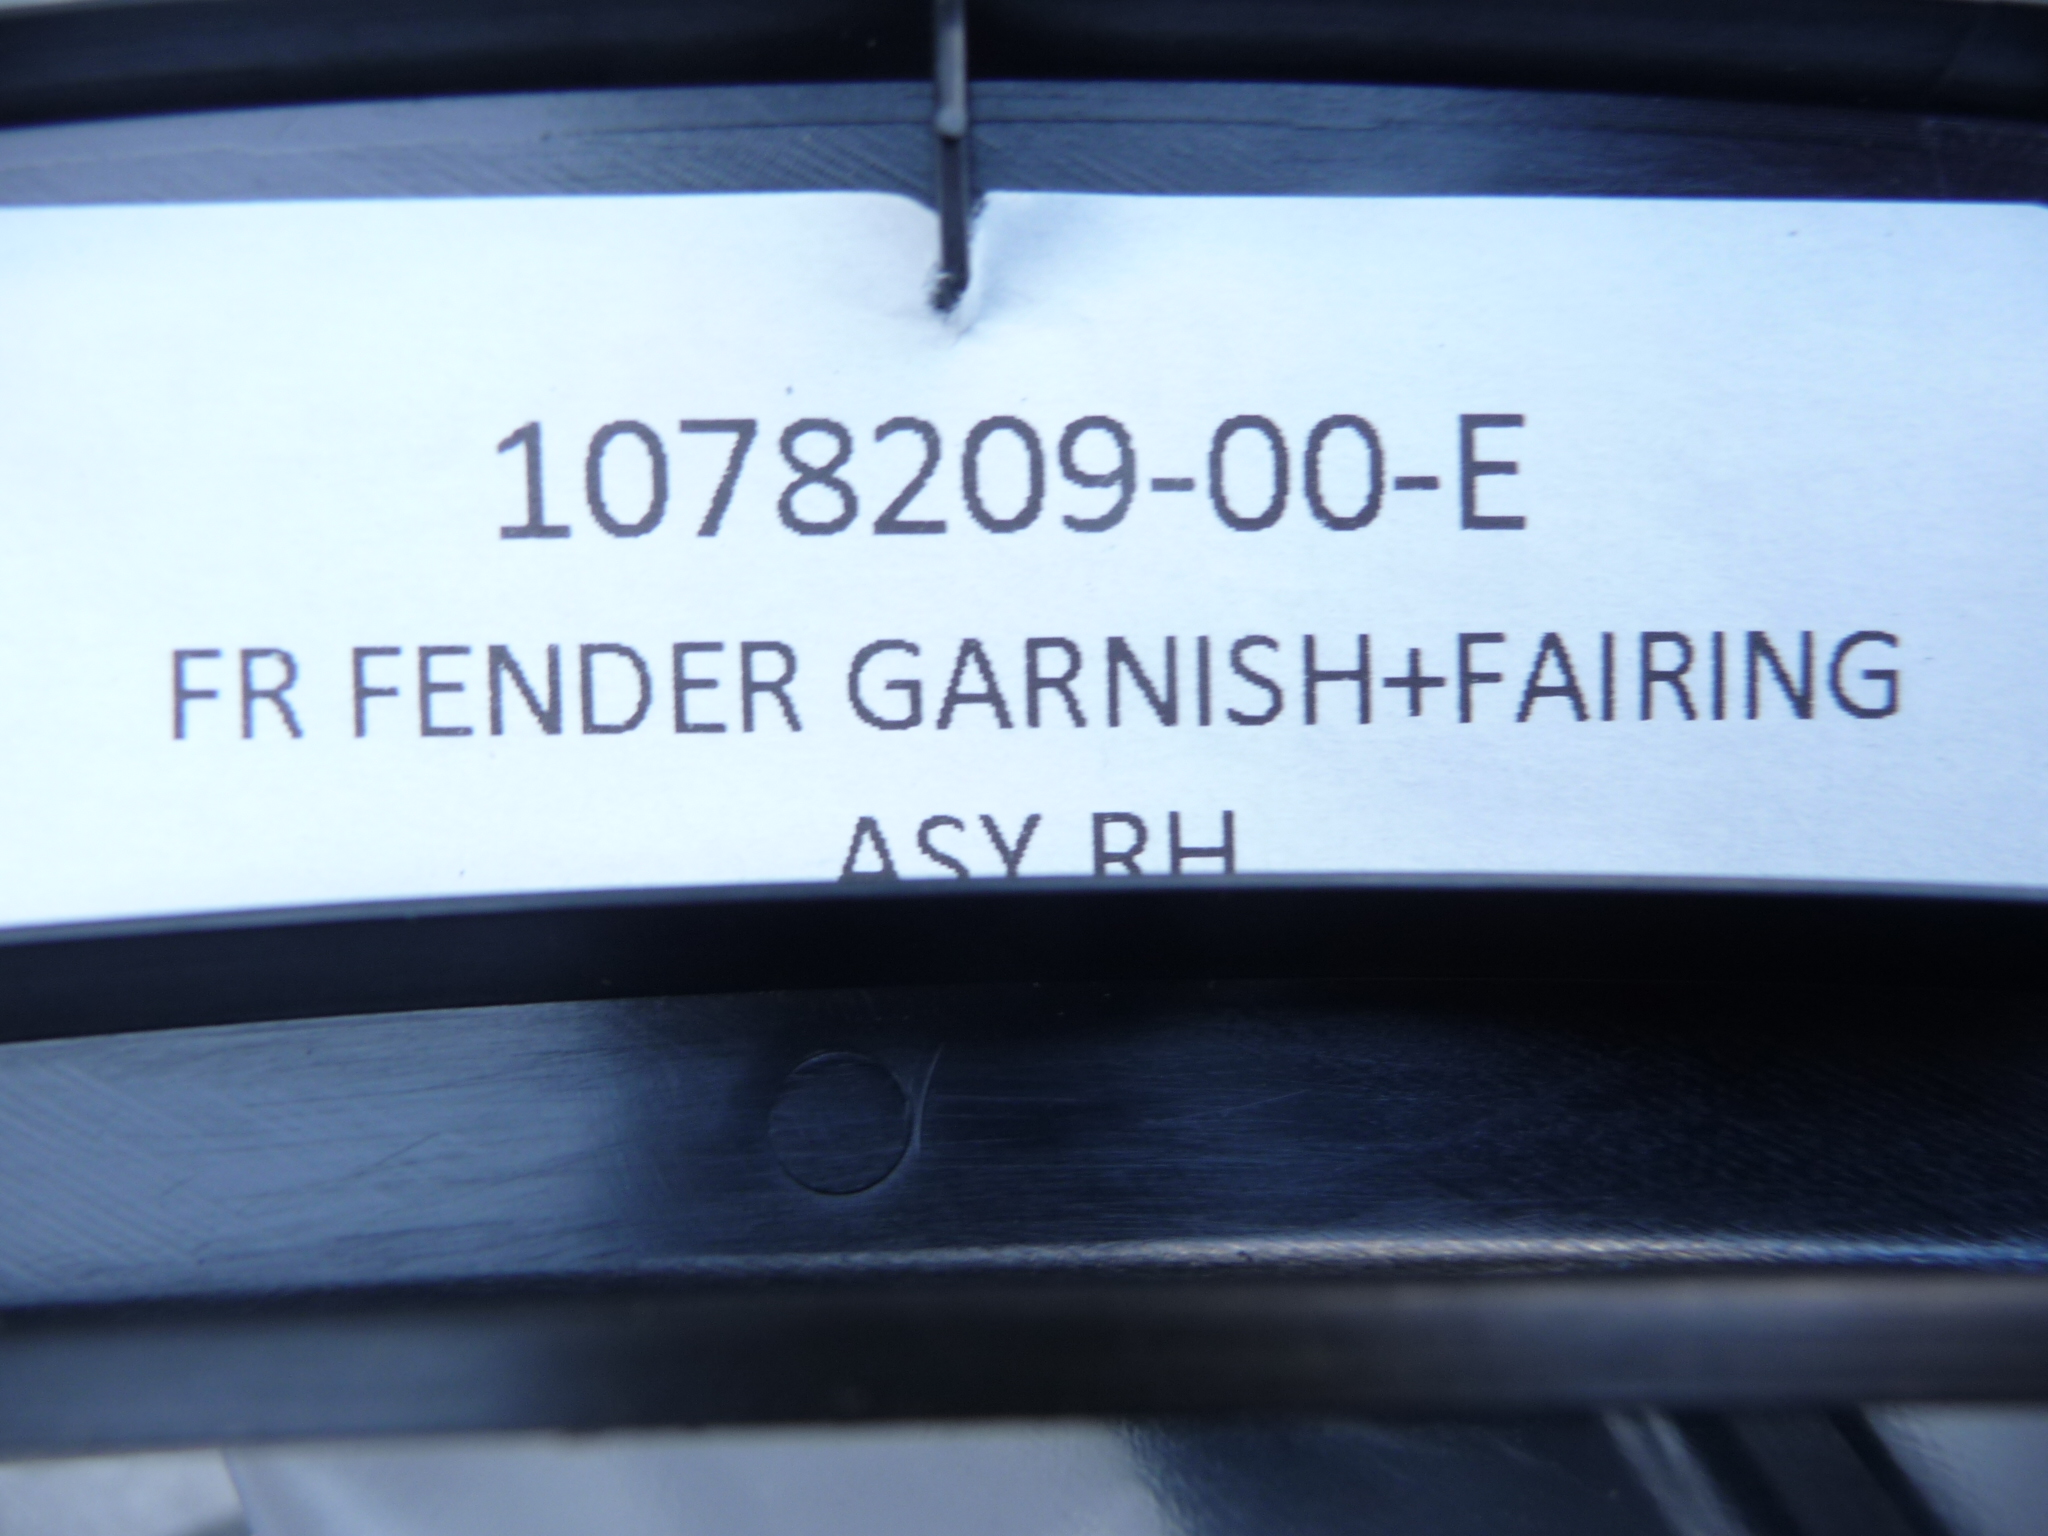 1078209-00-E
FR FENDER GARNISH+FAIRING
ASY RH